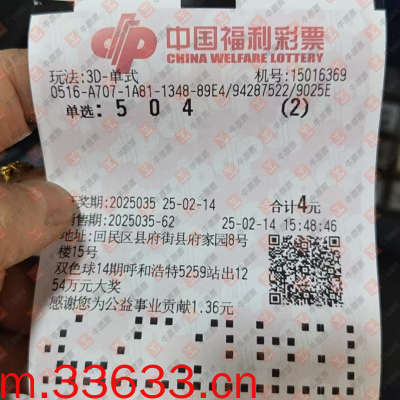 中国福利彩票
CHINA WELFARE LOTTERY
玩法:3D-单式 机号:15016369
0516-A707-1A81-1348-89E4/94287522/9025E
单选: 5 0 4 (2)
奖期:2025035 25-02-14 合计4元
售期:2025035-62 25-02-14 15:48:46
地址:回民区县府街县府家园8号
楼15号
双色球14期呼和浩特5259站出12
54万元大奖
感谢您为公益事业贡献1.36元
m.33633.cn